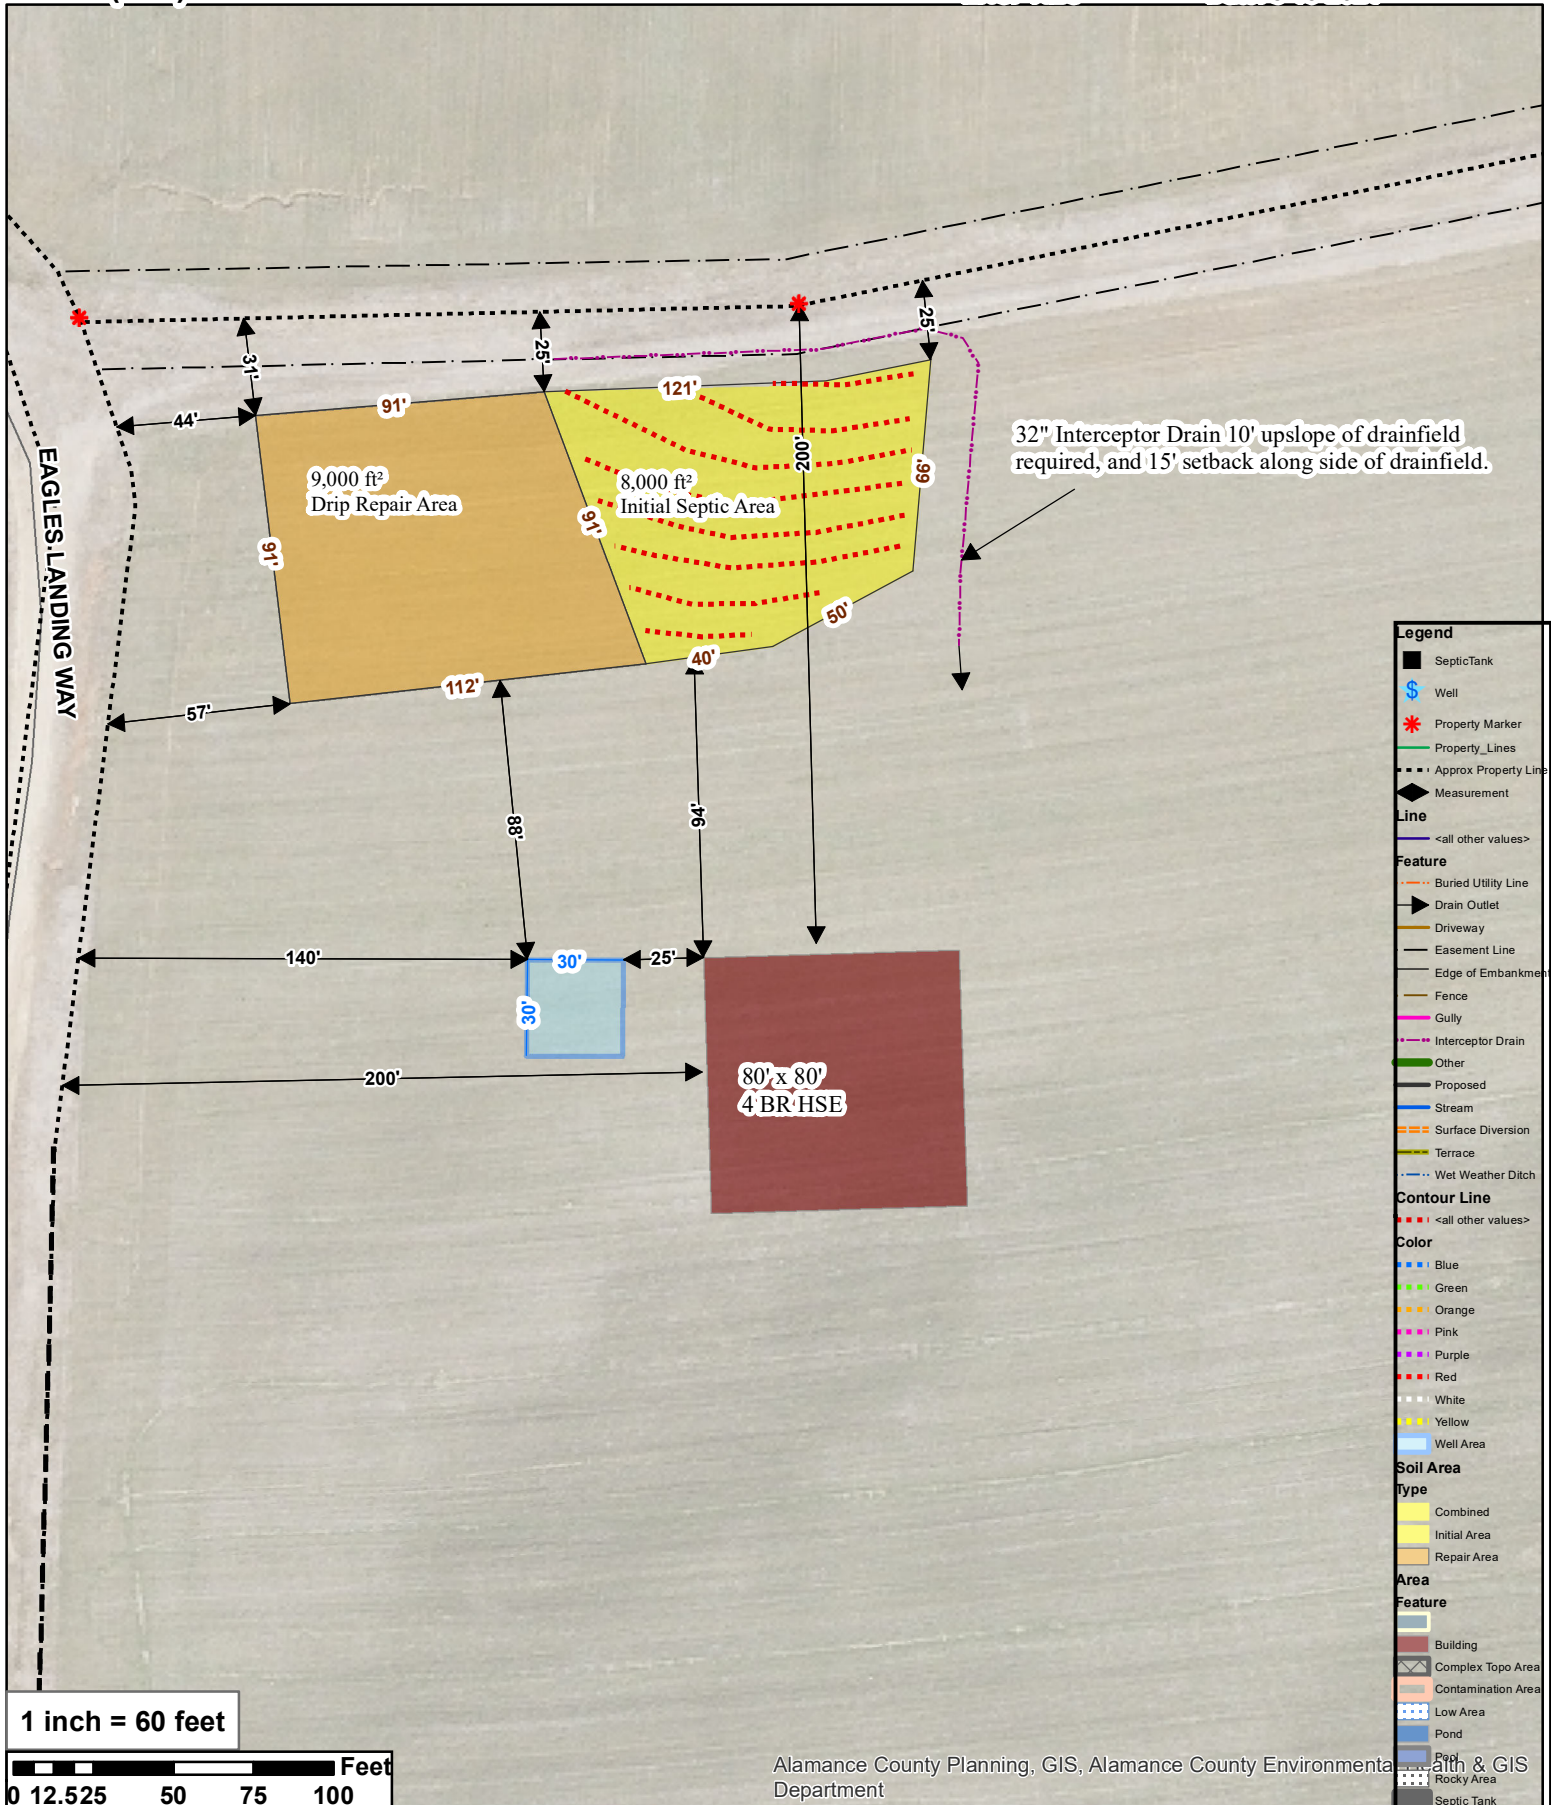 31'
25'
25'
44'
91'
121'
200'
69'
91'
91'
9,000 ft²
Drip Repair Area
8,000 ft²
Initial Septic Area
32" Interceptor Drain 10' upslope of drainfield
required, and 15' setback along side of drainfield.
EAGLES LANDING WAY
50'
40'
112'
57'
88'
94'
140'
30'
25'
30'
200'
80' x 80'
4 BR HSE
Legend
SepticTank
$
Well
Property Marker
Property_Lines
Approx Property Line
Measurement
Line
<all other values>
Feature
Buried Utility Line
Drain Outlet
Driveway
Easement Line
Edge of Embankment
Fence
Gully
Interceptor Drain
Other
Proposed
Stream
Surface Diversion
Terrace
Wet Weather Ditch
Contour Line
<all other values>
Color
Blue
Green
Orange
Pink
Purple
Red
White
Yellow
Well Area
Soil Area
Type
Combined
Initial Area
Repair Area
Area
Feature
Building
Complex Topo Area
Contamination Area
Low Area
Pond
Pool
Rocky Area
Septic Tank
1 inch = 60 feet
Feet
0 12.5 25 50 75 100
Alamance County Planning, GIS, Alamance County Environmental Health & GIS
Department